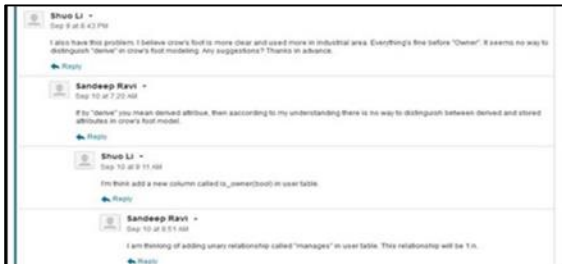 Shuo Li
Sep 9 at 8:43 PM
I also have this problem. I believe crow's foot is more clear and used more in industrial area. Everything's fine before "Owner". It seems no way to
distinguish "derive" in crow's foot modeling. Any suggestions? Thanks in advance.
Reply
Sandeep Ravi
Sep 10 at 7:20 AM
If by "derive" you mean derived attribue, then aaccording to my understanding there is no way to distinguish between derived and stored
attributes in crow's foot model.
Reply
Shuo Li
Sep 10 at 9:11 AM
I'm think add a new column called is_owner(bool) in user table.
Reply
Sandeep Ravi
Sep 10 at 9:51 AM
I am thinking of adding unary relationship called "manages" in user table. This relationship will be 1:n.
Reply